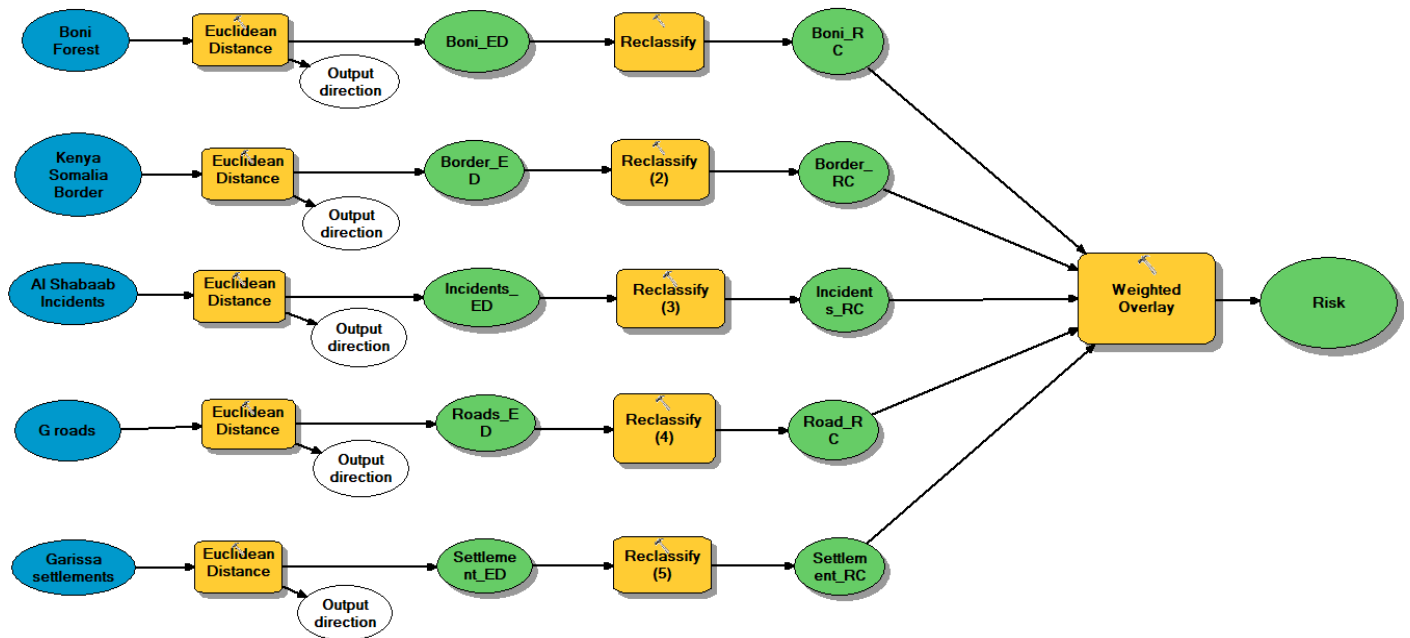 Boni
Forest
Euclidean
Distance
Output
direction
Boni_ED
Reclassify
Boni_R
C
Kenya
Somalia
Border
Euclidean
Distance
Output
direction
Border_E
D
Reclassify
(2)
Border_
RC
Al Shabaab
Incidents
Euclidean
Distance
Output
direction
Incidents_
ED
Reclassify
(3)
Incident
s_RC
Weighted
Overlay
Risk
G roads
Euclidean
Distance
Output
direction
Roads_E
D
Reclassify
(4)
Road_R
C
Garissa
settlements
Euclidean
Distance
Output
direction
Settleme
nt_ED
Reclassify
(5)
Settlem
ent_RC